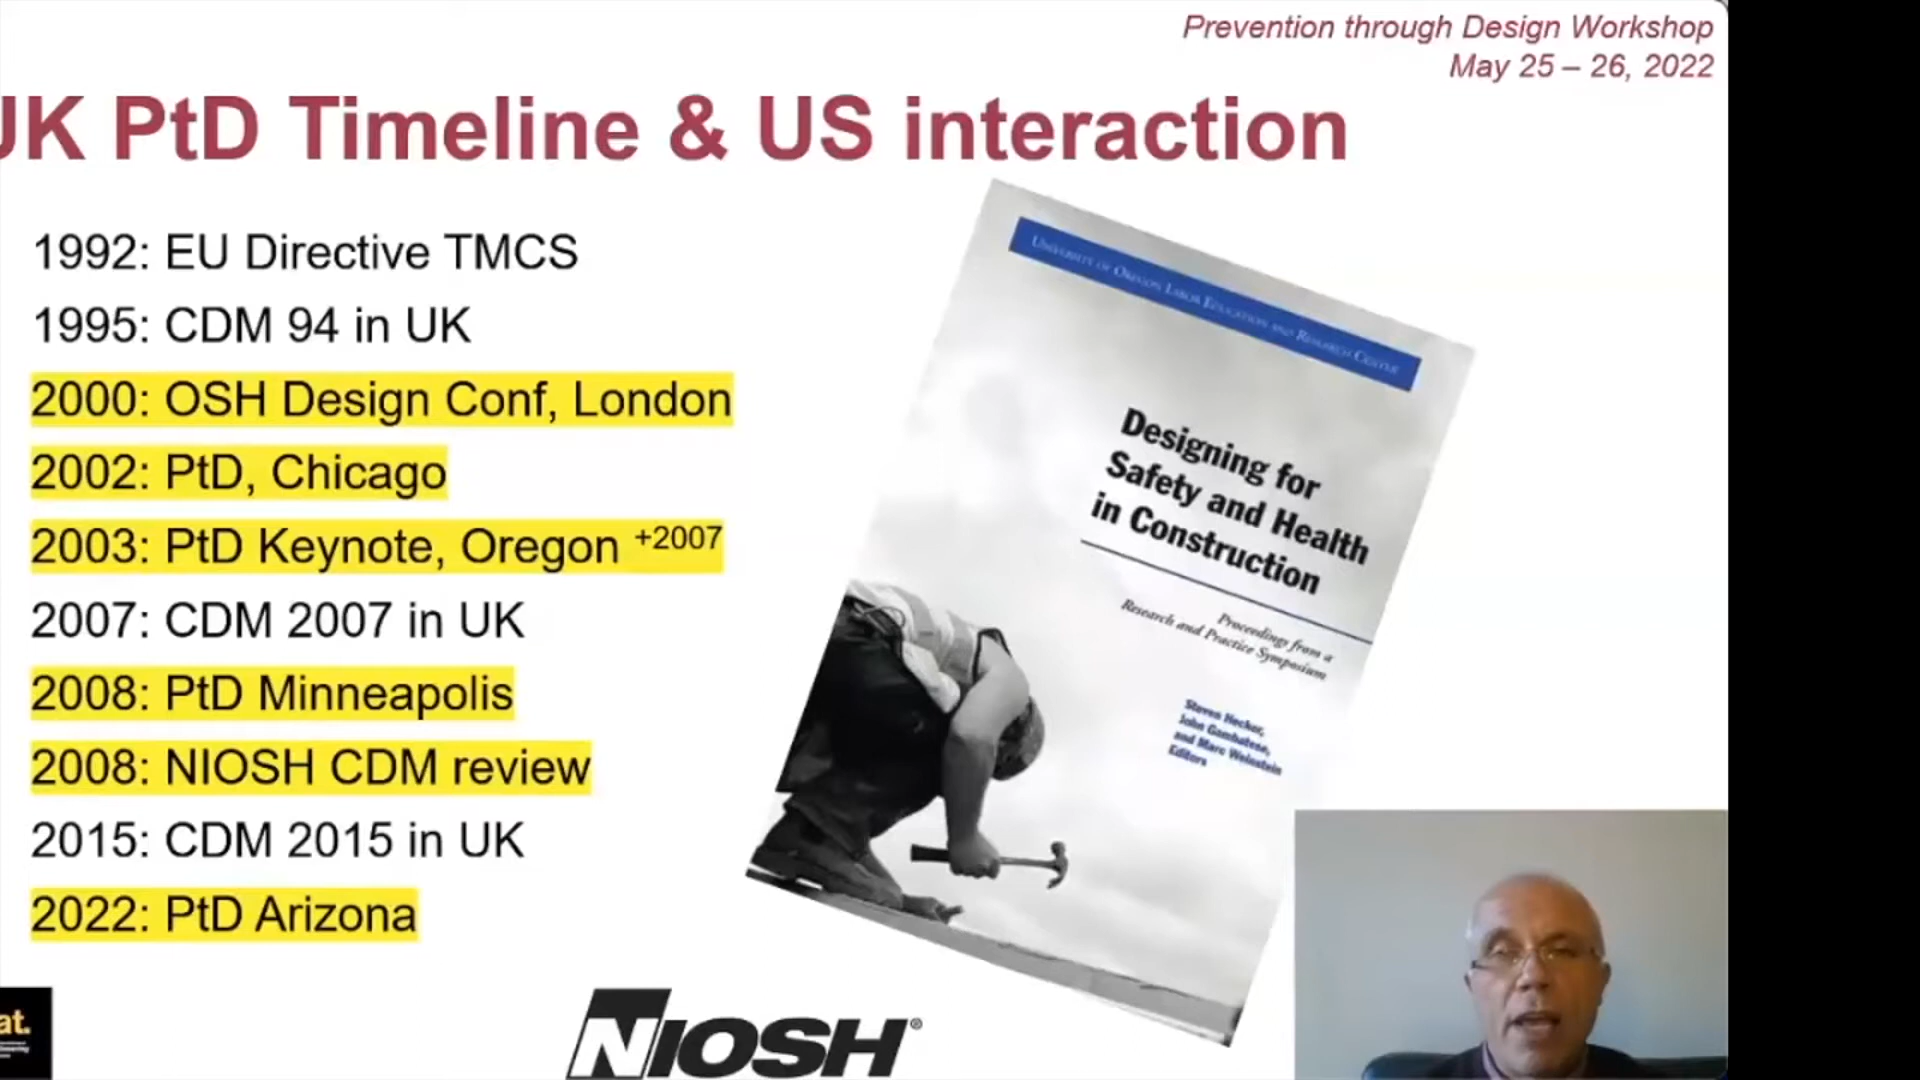 Prevention through Design Workshop
May 25 – 26, 2022
UK PtD Timeline & US interaction
1992: EU Directive TMCS
1995: CDM 94 in UK
2000: OSH Design Conf, London
2002: PtD, Chicago
2003: PtD Keynote, Oregon +2007
2007: CDM 2007 in UK
2008: PtD Minneapolis
2008: NIOSH CDM review
2015: CDM 2015 in UK
2022: PtD Arizona
UNIVERSITY OF OREGON LABOR EDUCATION AND RESEARCH CENTER
Designing for
Safety and Health
in Construction
Proceedings from a
Research and Practice Symposium
Steven Hecker,
John Gambatese,
and Marc Weinstein
Editors
at.
NIOSH®